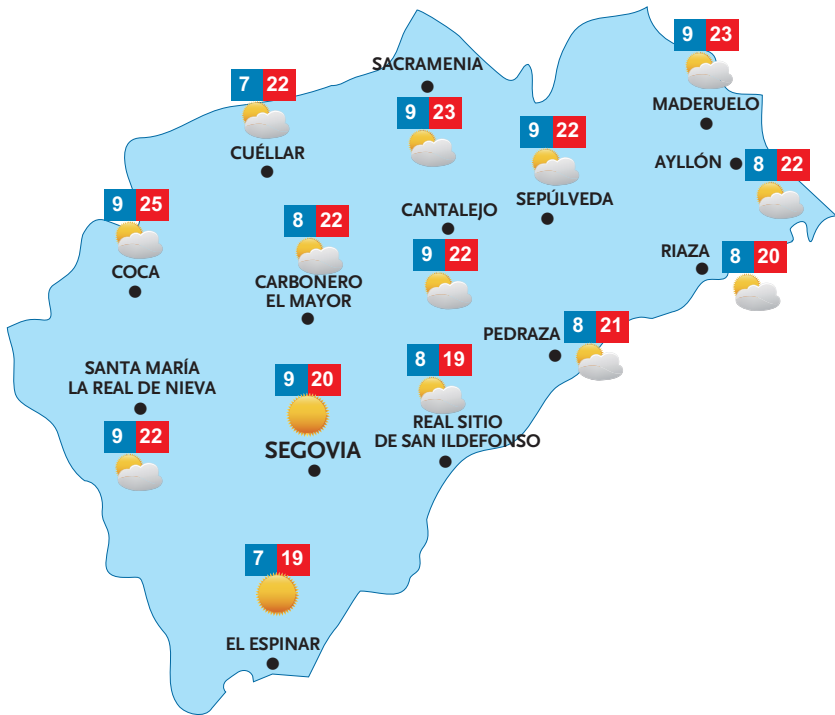 9 23
SACRAMENIA
7 22
MADERUELO
9 23
9 22
CUÉLLAR
AYLLÓN
8 22
9 25
SEPÚLVEDA
CANTALEJO
8 22
COCA
9 22
RIAZA
8 20
CARBONERO
EL MAYOR
8 21
PEDRAZA
SANTA MARÍA
LA REAL DE NIEVA
9 20
8 19
REAL SITIO
DE SAN ILDEFONSO
9 22
SEGOVIA
7 19
EL ESPINAR